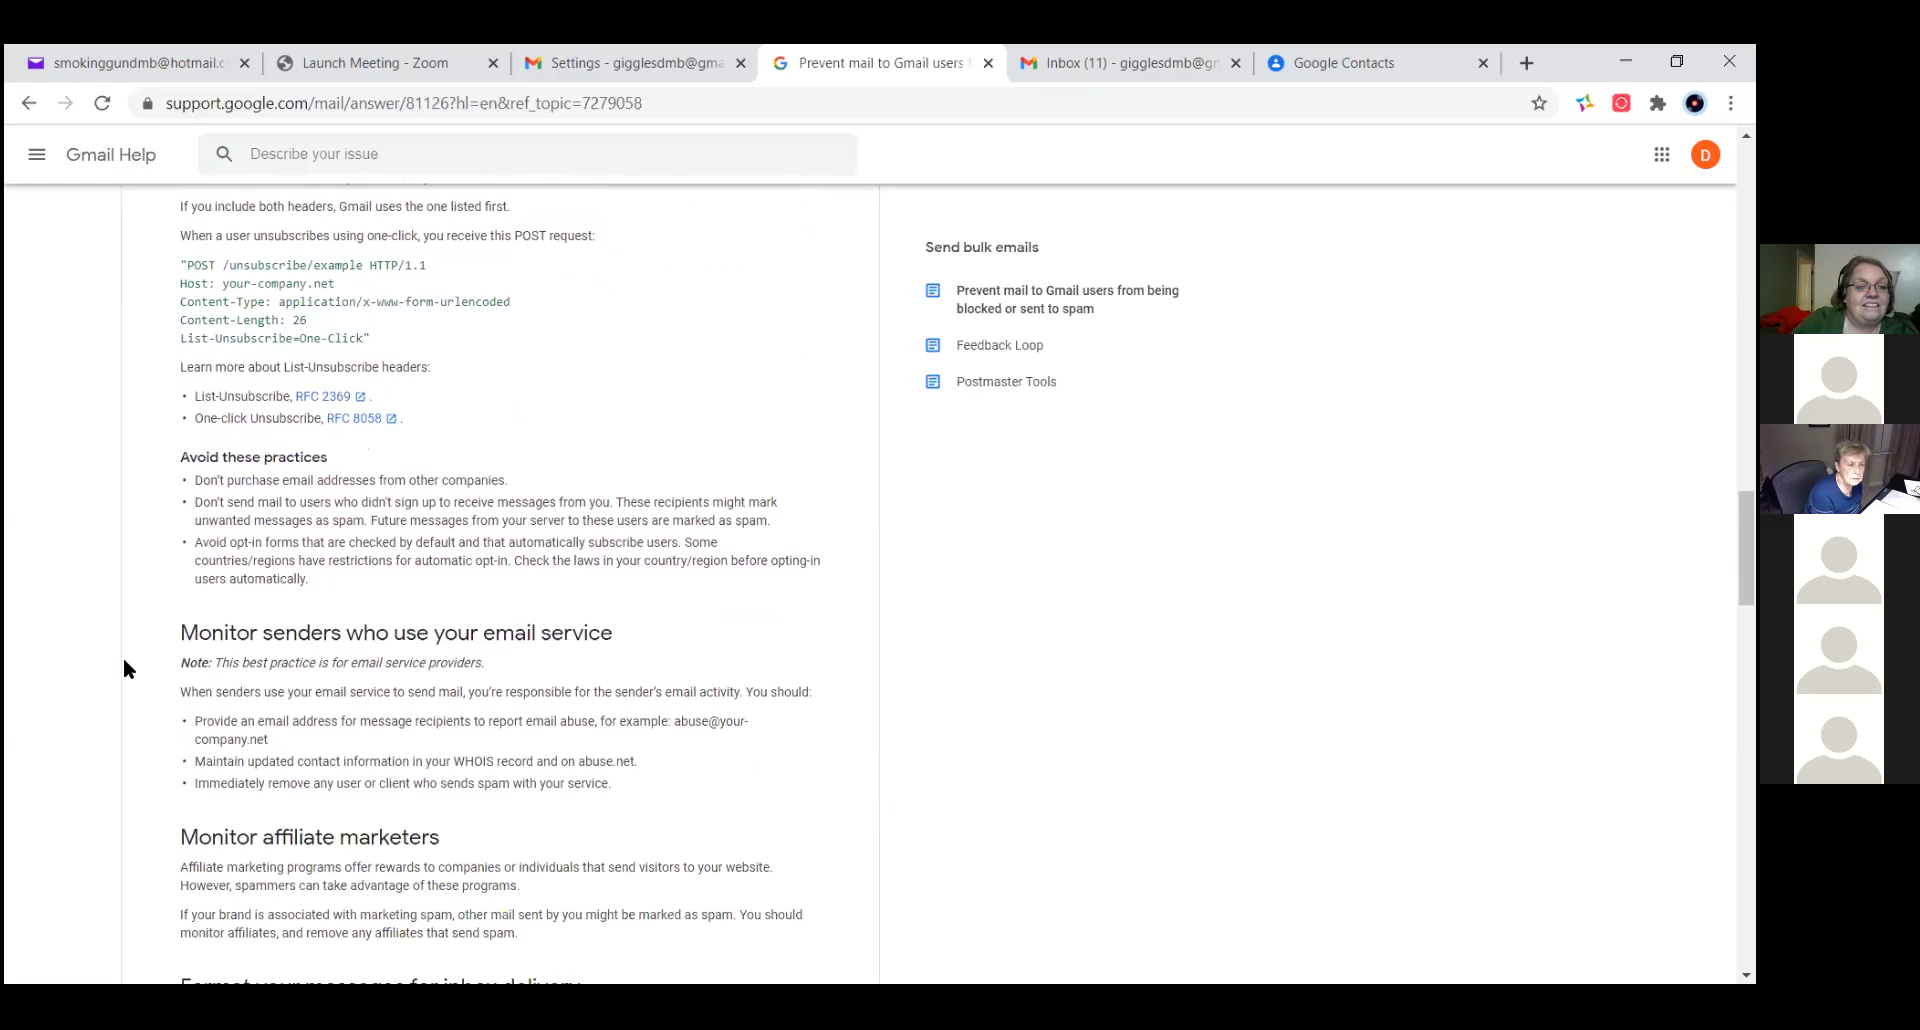 smokinggundmb@hotmail.c
Launch Meeting - Zoom
Settings - gigglesdmb@gma
Prevent mail to Gmail users f
Inbox (11) - gigglesdmb@gm
Google Contacts
support.google.com/mail/answer/81126?hl=en&ref_topic=7279058
Gmail Help
Describe your issue
D
If you include both headers, Gmail uses the one listed first.
When a user unsubscribes using one-click, you receive this POST request:
"POST /unsubscribe/example HTTP/1.1
Host: your-company.net
Content-Type: application/x-www-form-urlencoded
Content-Length: 26
List-Unsubscribe=One-Click"
Learn more about List-Unsubscribe headers:
• List-Unsubscribe, RFC 2369 .
• One-click Unsubscribe, RFC 8058 .
Avoid these practices
• Don't purchase email addresses from other companies.
• Don't send mail to users who didn't sign up to receive messages from you. These recipients might mark
unwanted messages as spam. Future messages from your server to these users are marked as spam.
• Avoid opt-in forms that are checked by default and that automatically subscribe users. Some
countries/regions have restrictions for automatic opt-in. Check the laws in your country/region before opting-in
users automatically.
Monitor senders who use your email service
Note: This best practice is for email service providers.
When senders use your email service to send mail, you're responsible for the sender's email activity. You should:
• Provide an email address for message recipients to report email abuse, for example: abuse@your-
company.net
• Maintain updated contact information in your WHOIS record and on abuse.net.
• Immediately remove any user or client who sends spam with your service.
Monitor affiliate marketers
Affiliate marketing programs offer rewards to companies or individuals that send visitors to your website.
However, spammers can take advantage of these programs.
If your brand is associated with marketing spam, other mail sent by you might be marked as spam. You should
monitor affiliates, and remove any affiliates that send spam.
Format your messages for inbox delivery
Send bulk emails
Prevent mail to Gmail users from being
blocked or sent to spam
Feedback Loop
Postmaster Tools